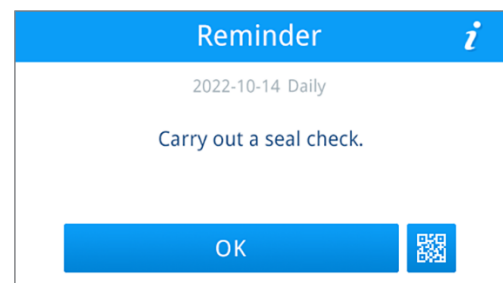 Reminder
i
2022-10-14 Daily
Carry out a seal check.
OK